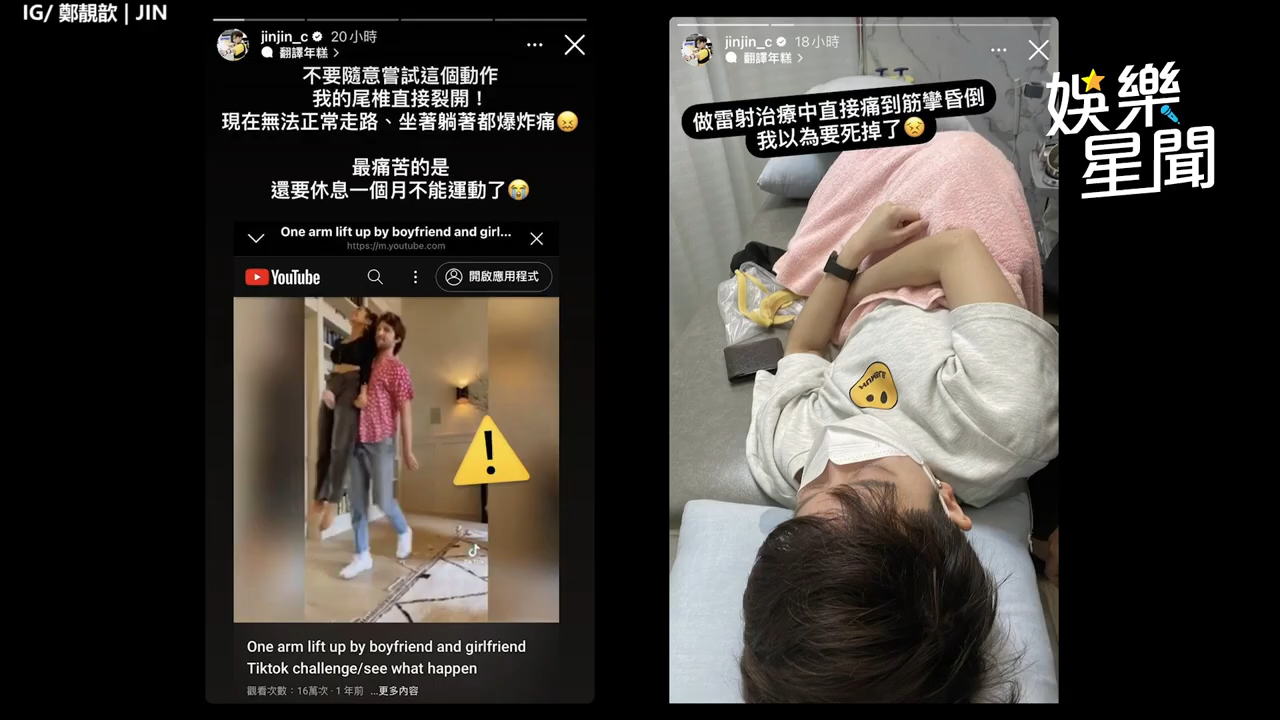 IG/ 鄭靚歆 | JIN
jinjin_c 20小時
翻譯年糕 >
不要隨意嘗試這個動作
我的尾椎直接裂開！
現在無法正常走路、坐著躺著都爆炸痛😖
最痛苦的是
還要休息一個月不能運動了😭
One arm lift up by boyfriend and girl...
https://m.youtube.com
YouTube
開啟應用程式
One arm lift up by boyfriend and girlfriend
Tiktok challenge/see what happen
觀看次數：16萬次 · 1 年前 ...更多內容
jinjin_c 18小時
翻譯年糕 >
做雷射治療中直接痛到筋攣昏倒
我以為要死掉了😣
娛樂
星聞